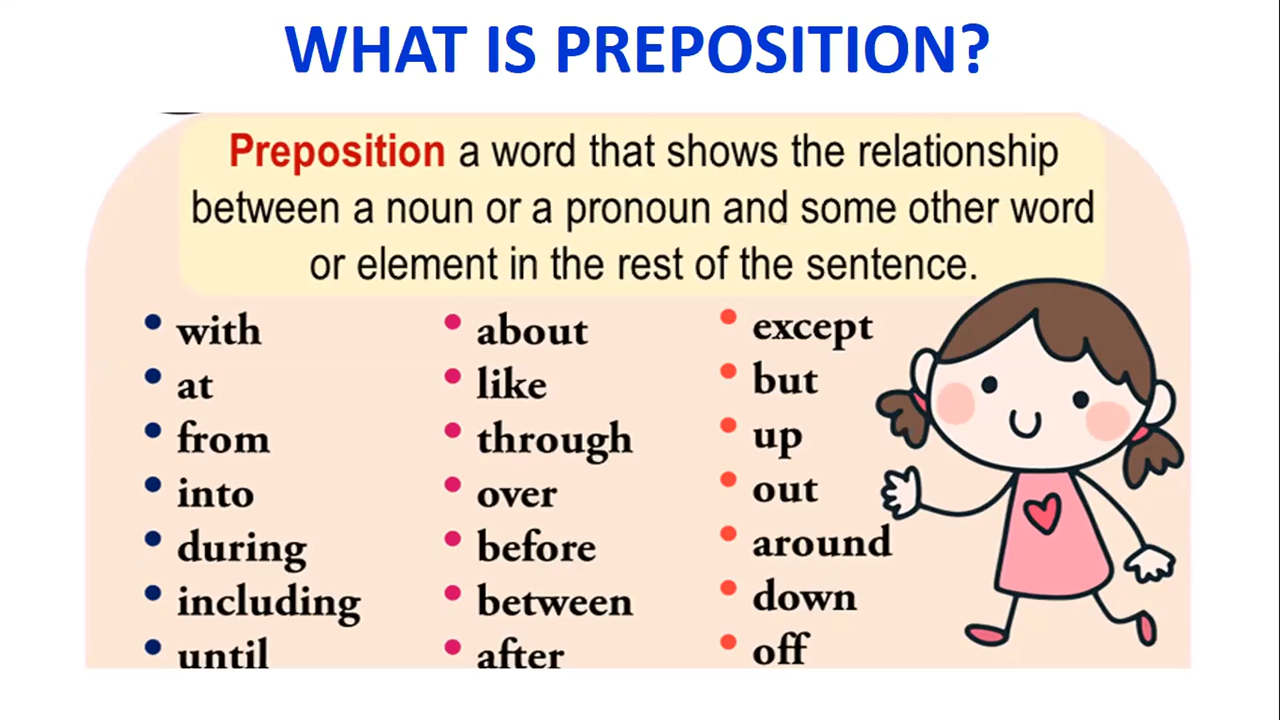 WHAT IS PREPOSITION?
Preposition a word that shows the relationship
between a noun or a pronoun and some other word
or element in the rest of the sentence.
• with
• at
• from
• into
• during
• including
• until
• about
• like
• through
• over
• before
• between
• after
• except
• but
• up
• out
• around
• down
• off